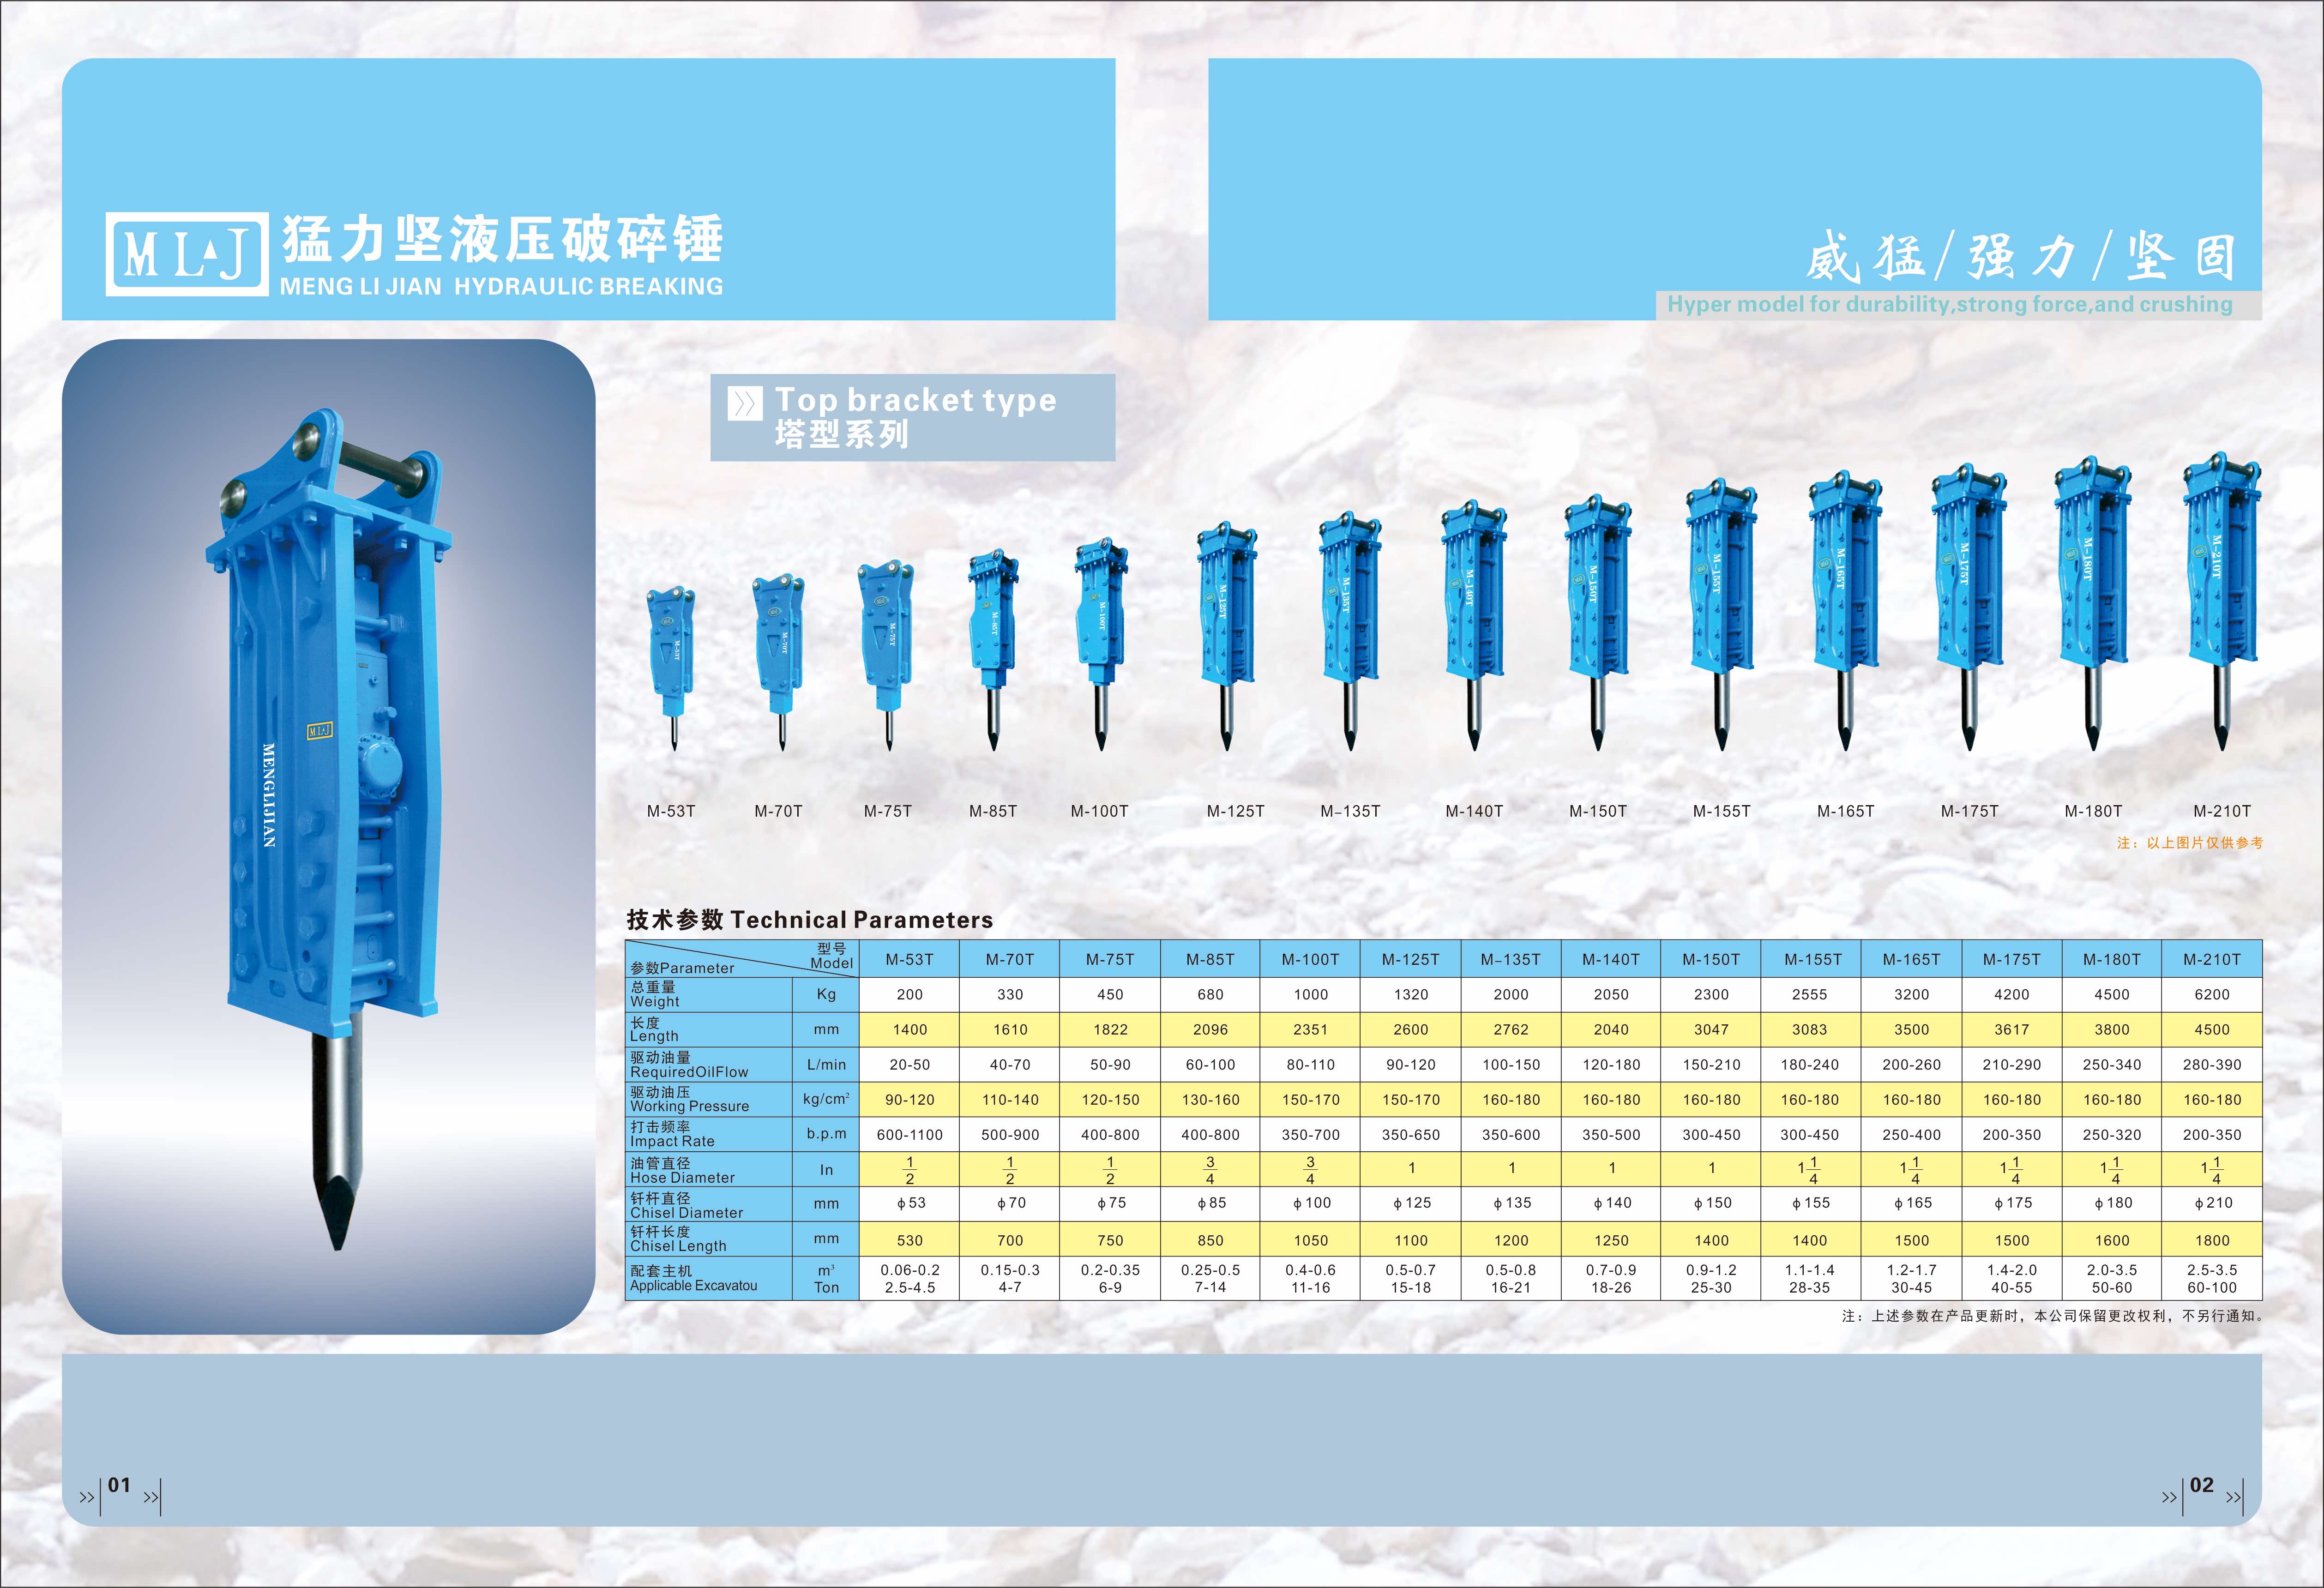 MLJ
猛力坚液压破碎锤
MENG LI JIAN HYDRAULIC BREAKING
威猛/强力/坚固
Hyper model for durability,strong force,and crushing
Top bracket type
塔型系列
MLJ
MENGLIJIAN
M-53T
M-70T
M-75T
M-85T
M-100T
M-125T
M-135T
M-140T
M-150T
M-155T
M-165T
M-175T
M-180T
M-210T
M-53T M-70T M-75T M-85T M-100T M-125T M-135T M-140T M-150T M-155T M-165T M-175T M-180T M-210T
注：以上图片仅供参考
技术参数 Technical Parameters
型号
Model
参数Parameter
M-53T M-70T M-75T M-85T M-100T M-125T M-135T M-140T M-150T M-155T M-165T M-175T M-180T M-210T
总重量
Weight
Kg 200 330 450 680 1000 1320 2000 2050 2300 2555 3200 4200 4500 6200
长度
Length
mm 1400 1610 1822 2096 2351 2600 2762 2040 3047 3083 3500 3617 3800 4500
驱动油量
RequiredOilFlow
L/min 20-50 40-70 50-90 60-100 80-110 90-120 100-150 120-180 150-210 180-240 200-260 210-290 250-340 280-390
驱动油压
Working Pressure
kg/cm² 90-120 110-140 120-150 130-160 150-170 150-170 160-180 160-180 160-180 160-180 160-180 160-180 160-180 160-180
打击频率
Impact Rate
b.p.m 600-1100 500-900 400-800 400-800 350-700 350-650 350-600 350-500 300-450 300-450 250-400 200-350 250-320 200-350
油管直径
Hose Diameter
In 1/2 1/2 1/2 3/4 3/4 1 1 1 1 1 1/4 1 1/4 1 1/4 1 1/4 1 1/4
钎杆直径
Chisel Diameter
mm φ53 φ70 φ75 φ85 φ100 φ125 φ135 φ140 φ150 φ155 φ165 φ175 φ180 φ210
钎杆长度
Chisel Length
mm 530 700 750 850 1050 1100 1200 1250 1400 1400 1500 1500 1600 1800
配套主机
Applicable Excavatou
m³ 0.06-0.2 0.15-0.3 0.2-0.35 0.25-0.5 0.4-0.6 0.5-0.7 0.5-0.8 0.7-0.9 0.9-1.2 1.1-1.4 1.2-1.7 1.4-2.0 2.0-3.5 2.5-3.5
Ton 2.5-4.5 4-7 6-9 7-14 11-16 15-18 16-21 18-26 25-30 28-35 30-45 40-55 50-60 60-100
注：上述参数在产品更新时，本公司保留更改权利，不另行通知。
01
02